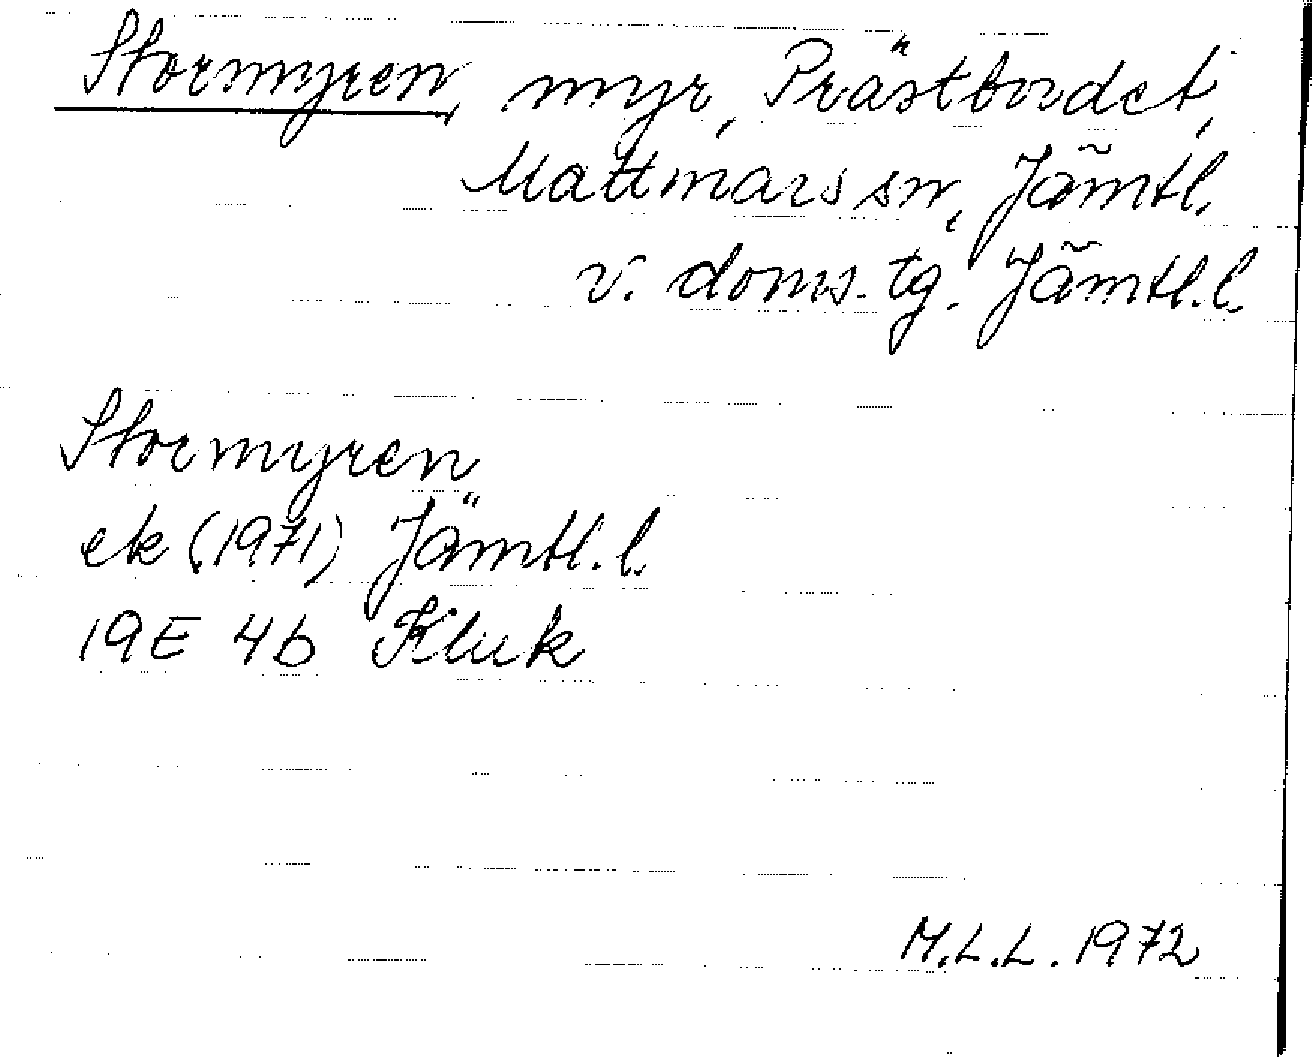 Stormyren, myr, Prästbordet,
Mattmars sn, Jämtl.
v. doms. tg. Jämtl. l.
Stormyren
ek (1971) Jämtl. l.
19E 4b Kluk
M.L.L. 1972